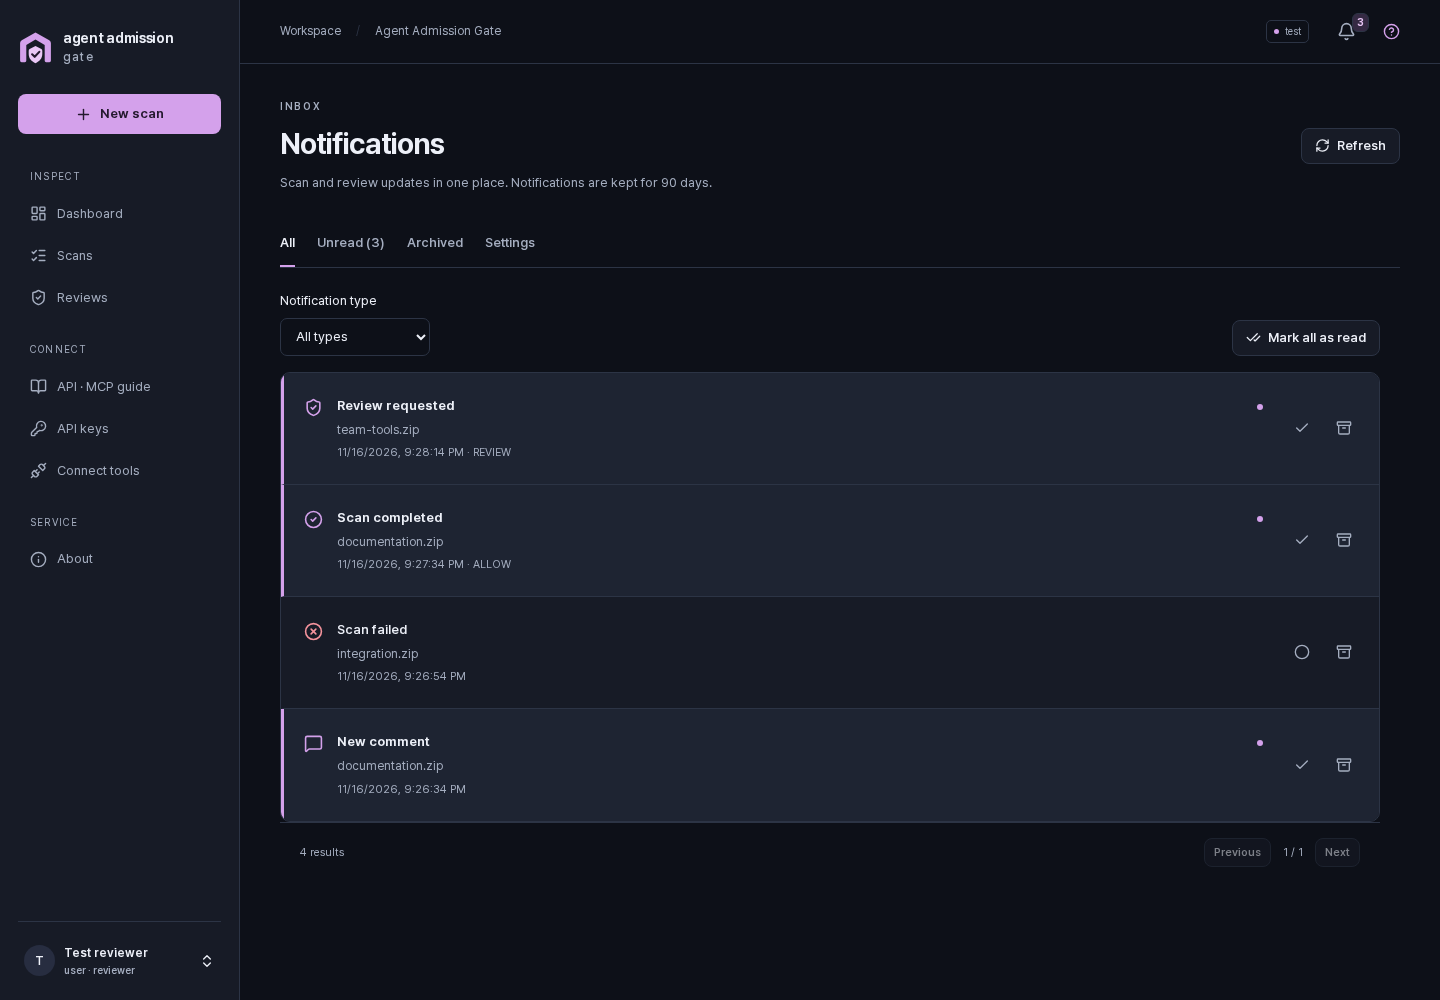 agent admission
gate
New scan
INSPECT
Dashboard
Scans
Reviews
CONNECT
API · MCP guide
API keys
Connect tools
SERVICE
About
T
Test reviewer
user · reviewer
Workspace / Agent Admission Gate
test
3
INBOX
Notifications
Refresh
Scan and review updates in one place. Notifications are kept for 90 days.
All
Unread (3)
Archived
Settings
Notification type
All types
Mark all as read
Review requested
team-tools.zip
11/16/2026, 9:28:14 PM · REVIEW
Scan completed
documentation.zip
11/16/2026, 9:27:34 PM · ALLOW
Scan failed
integration.zip
11/16/2026, 9:26:54 PM
New comment
documentation.zip
11/16/2026, 9:26:34 PM
4 results
Previous
1 / 1
Next